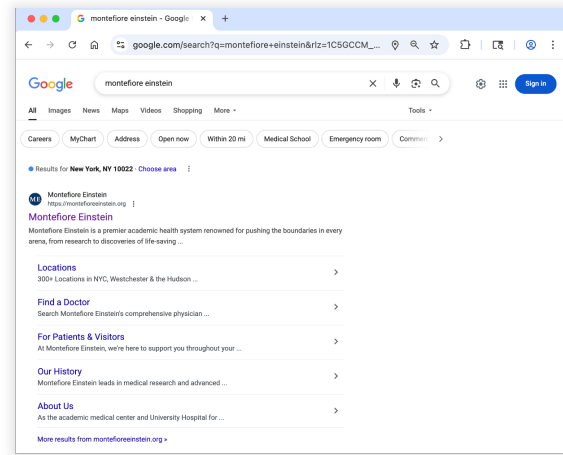 montefiore einstein - Google
google.com/search?q=montefiore+einstein&rlz=1C5GCCM_...
Google
montefiore einstein
Sign in
All Images News Maps Videos Shopping More Tools
Careers MyChart Address Open now Within 20 mi Medical School Emergency room
Results for New York, NY 10022 · Choose area
ME
Montefiore Einstein
https://montefioreeinstein.org
Montefiore Einstein
Montefiore Einstein is a premier academic health system renowned for pushing the boundaries in every
arena, from research to discoveries of life-saving ...
Locations
300+ Locations in NYC, Westchester & the Hudson ...
Find a Doctor
Search Montefiore Einstein's comprehensive physician ...
For Patients & Visitors
At Montefiore Einstein, we're here to support you throughout your ...
Our History
Montefiore Einstein leads in medical research and advanced ...
About Us
As the academic medical center and University Hospital for ...
More results from montefioreeinstein.org »